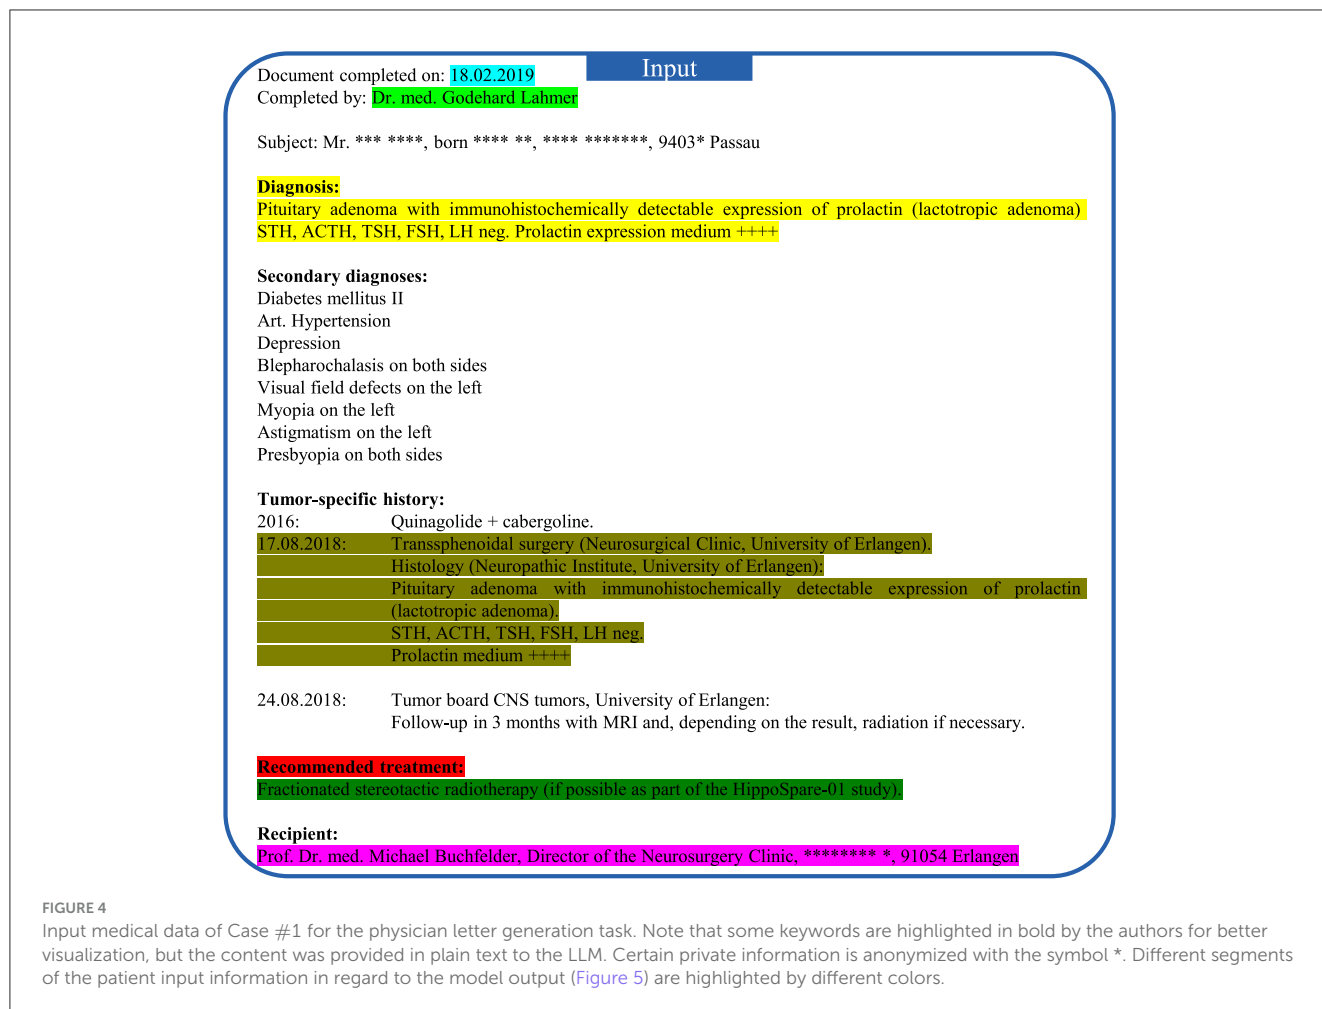 Input
Document completed on: 18.02.2019
Completed by: Dr. med. Godehard Lahmer
Subject: Mr. *** ****, born **** **, **** *******, 9403* Passau
Diagnosis:
Pituitary adenoma with immunohistochemically detectable expression of prolactin (lactotropic adenoma)
STH, ACTH, TSH, FSH, LH neg. Prolactin expression medium ++++
Secondary diagnoses:
Diabetes mellitus II
Art. Hypertension
Depression
Blepharochalasis on both sides
Visual field defects on the left
Myopia on the left
Astigmatism on the left
Presbyopia on both sides
Tumor-specific history:
2016: Quinagolide + cabergoline.
17.08.2018: Transsphenoidal surgery (Neurosurgical Clinic, University of Erlangen).
Histology (Neuropathic Institute, University of Erlangen):
Pituitary adenoma with immunohistochemically detectable expression of prolactin
(lactotropic adenoma).
STH, ACTH, TSH, FSH, LH neg.
Prolactin medium ++++
24.08.2018: Tumor board CNS tumors, University of Erlangen:
Follow-up in 3 months with MRI and, depending on the result, radiation if necessary.
Recommended treatment:
Fractionated stereotactic radiotherapy (if possible as part of the HippoSpare-01 study).
Recipient:
Prof. Dr. med. Michael Buchfelder, Director of the Neurosurgery Clinic, ******** *, 91054 Erlangen
FIGURE 4
Input medical data of Case #1 for the physician letter generation task. Note that some keywords are highlighted in bold by the authors for better
visualization, but the content was provided in plain text to the LLM. Certain private information is anonymized with the symbol *. Different segments
of the patient input information in regard to the model output (Figure 5) are highlighted by different colors.